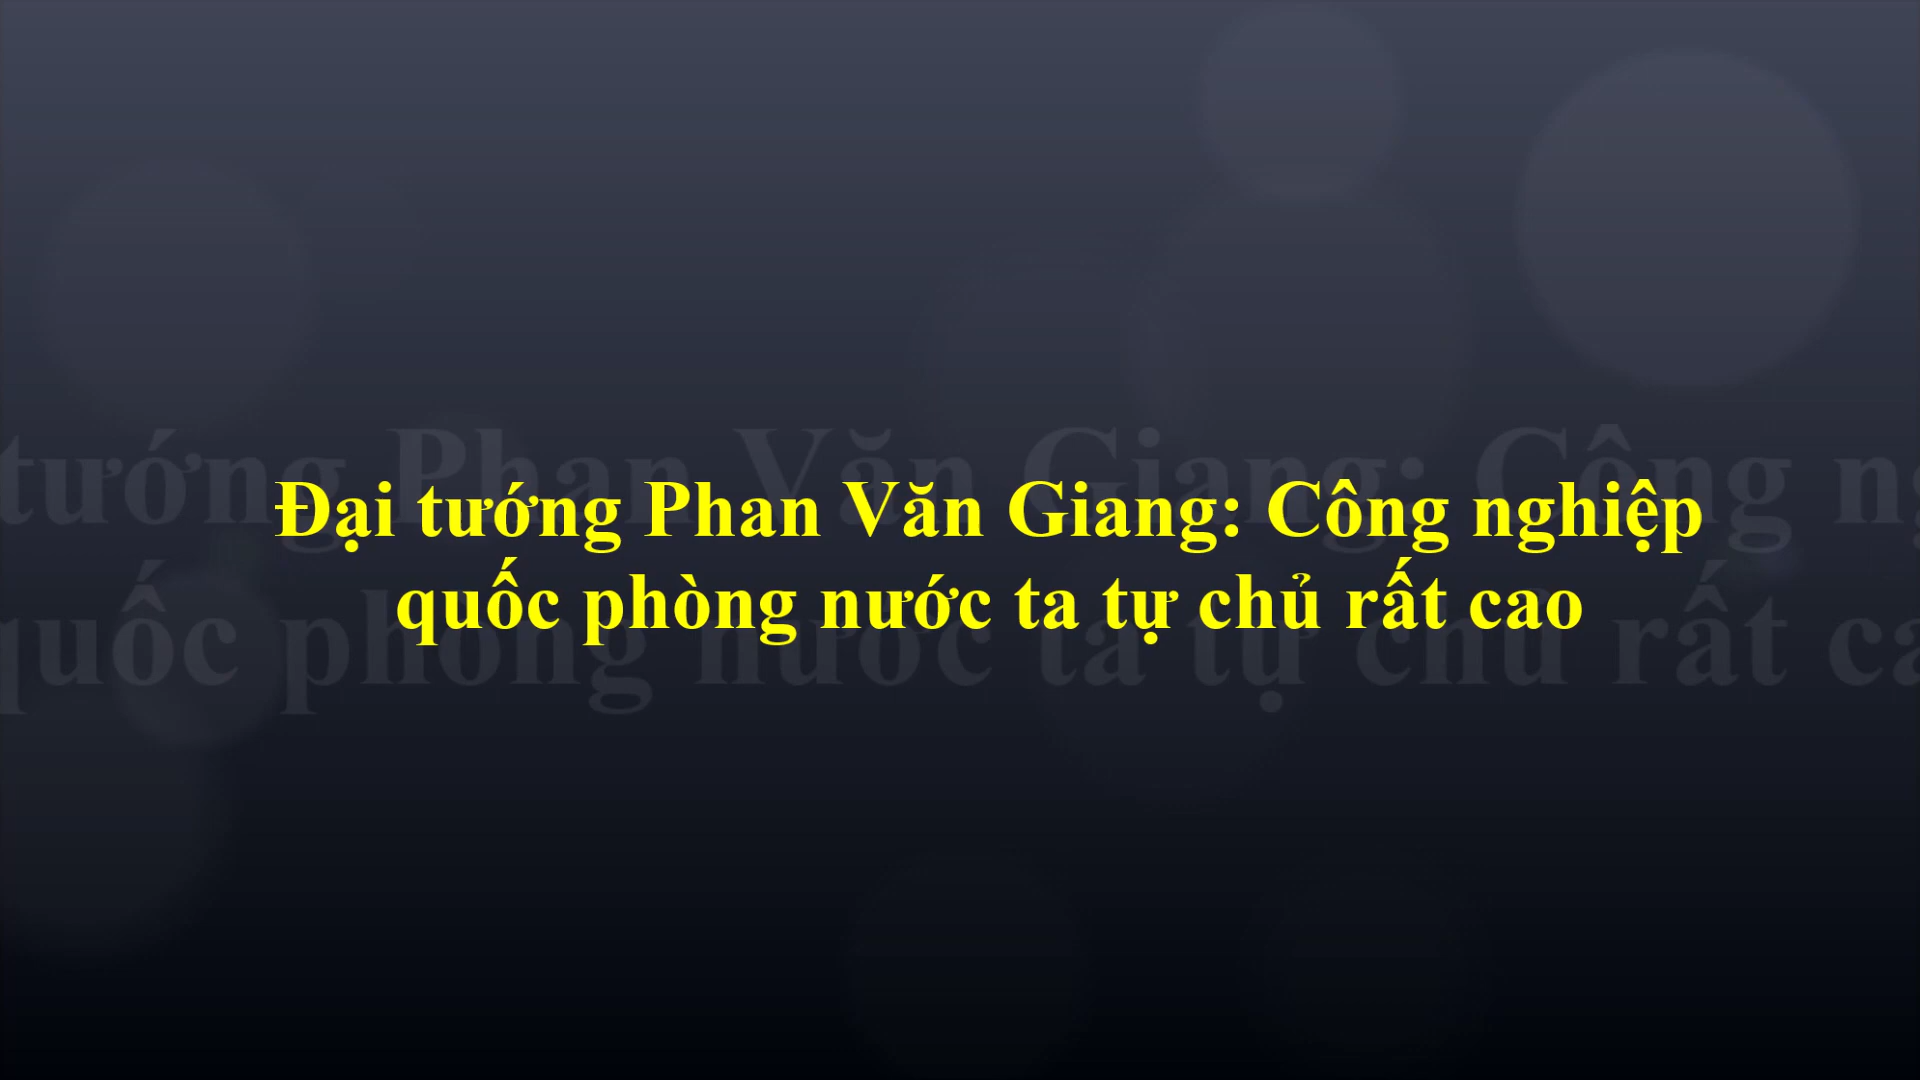 Đại tướng Phan Văn Giang: Công nghiệp
quốc phòng nước ta tự chủ rất cao